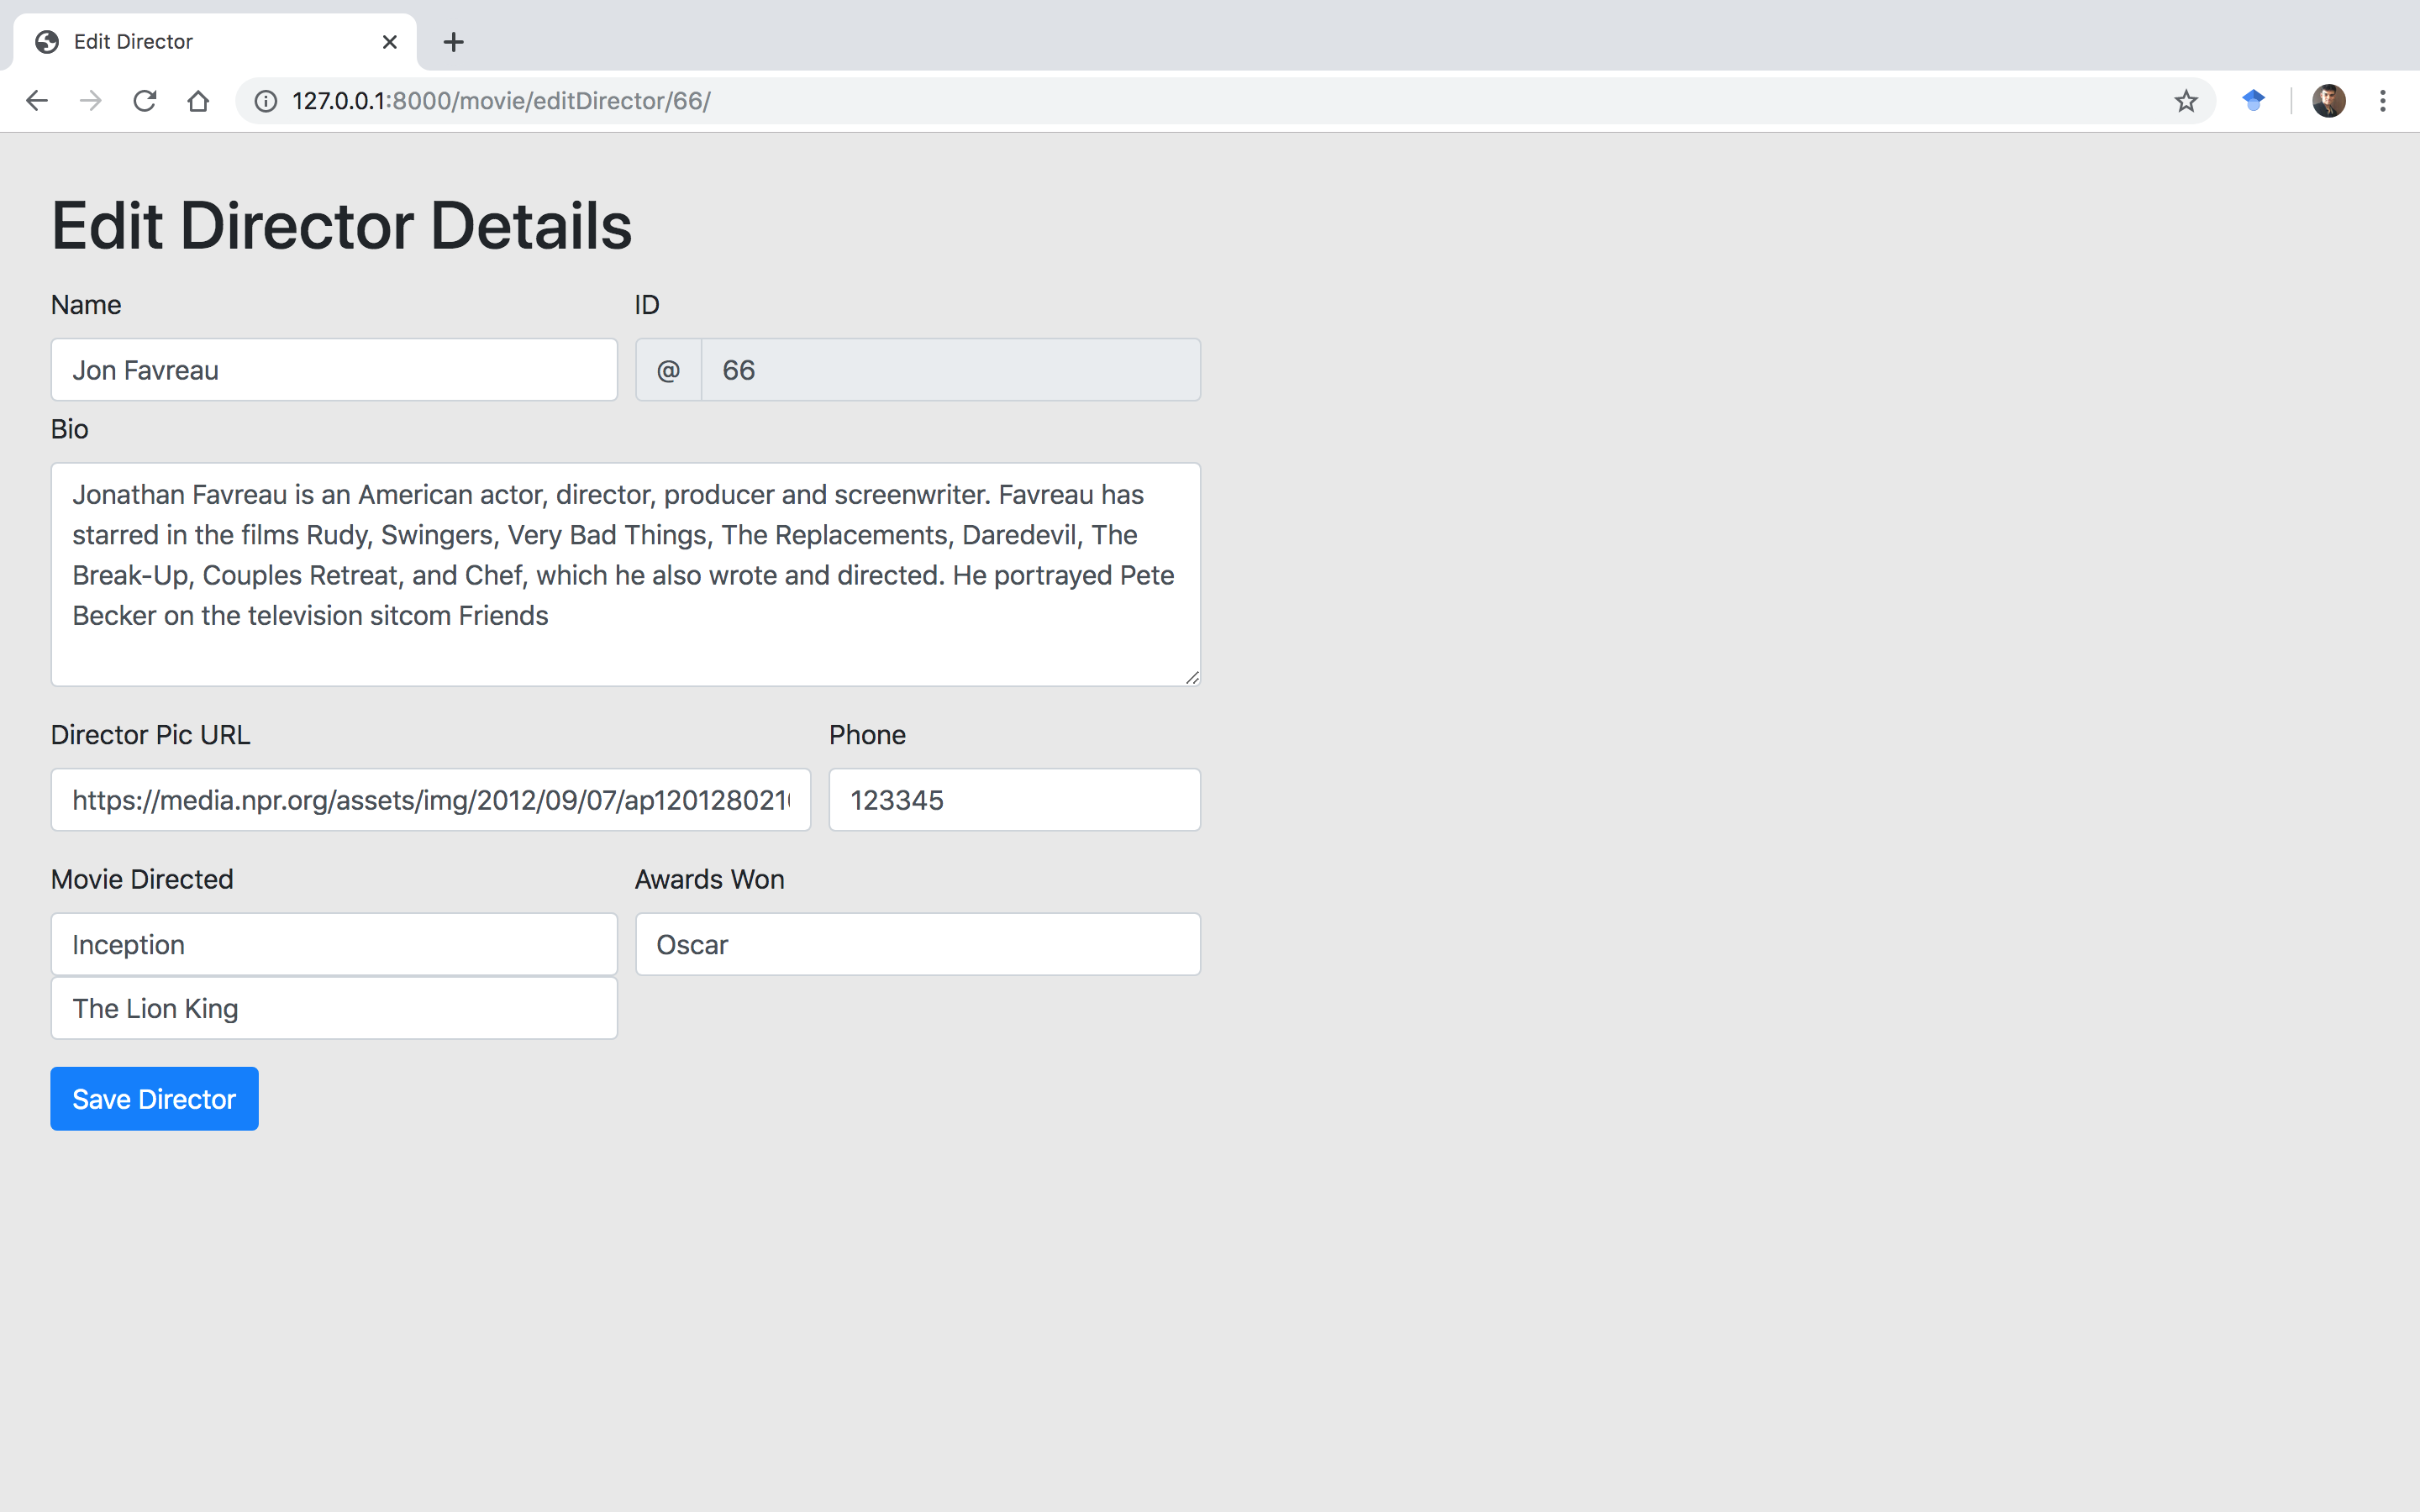 Edit Director
127.0.0.1:8000/movie/editDirector/66/
Edit Director Details
Name
ID
Jon Favreau
@
66
Bio
Jonathan Favreau is an American actor, director, producer and screenwriter. Favreau has
starred in the films Rudy, Swingers, Very Bad Things, The Replacements, Daredevil, The
Break-Up, Couples Retreat, and Chef, which he also wrote and directed. He portrayed Pete
Becker on the television sitcom Friends
Director Pic URL
Phone
https://media.npr.org/assets/img/2012/09/07/ap120128021
123345
Movie Directed
Awards Won
Inception
Oscar
The Lion King
Save Director